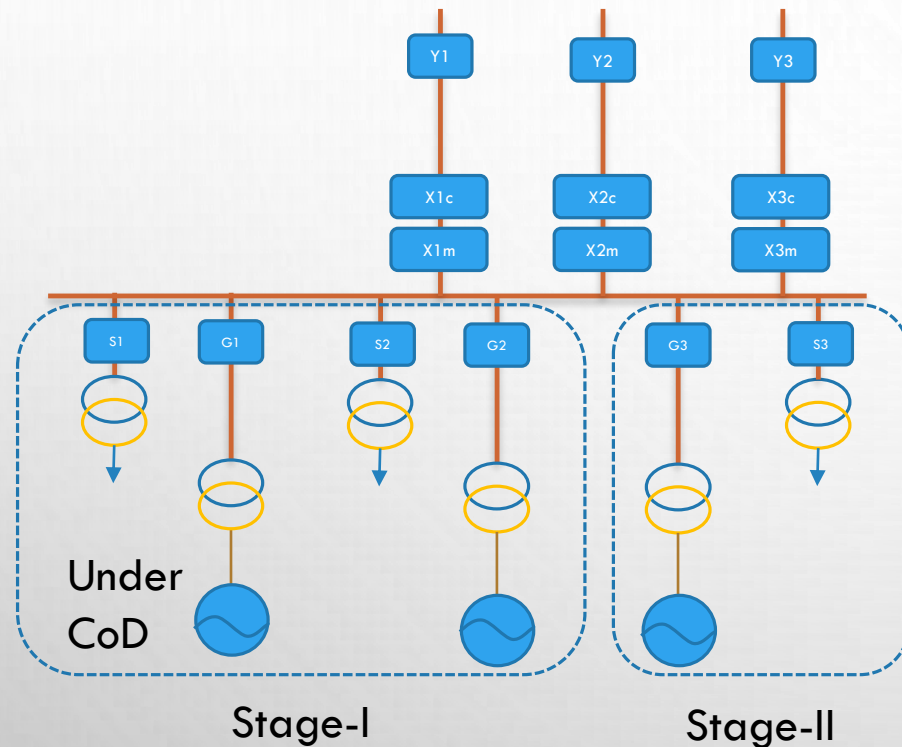 Y1
Y2
Y3
X1c
X2c
X3c
X1m
X2m
X3m
S1
G1
S2
G2
G3
S3
Under
CoD
Stage-I
Stage-II